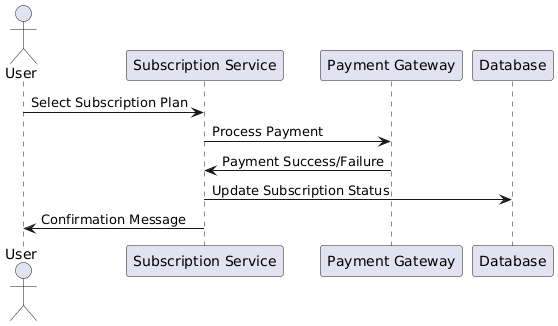 User
Subscription Service
Payment Gateway
Database
Select Subscription Plan
Process Payment
Payment Success/Failure
Update Subscription Status
Confirmation Message
User
Subscription Service
Payment Gateway
Database